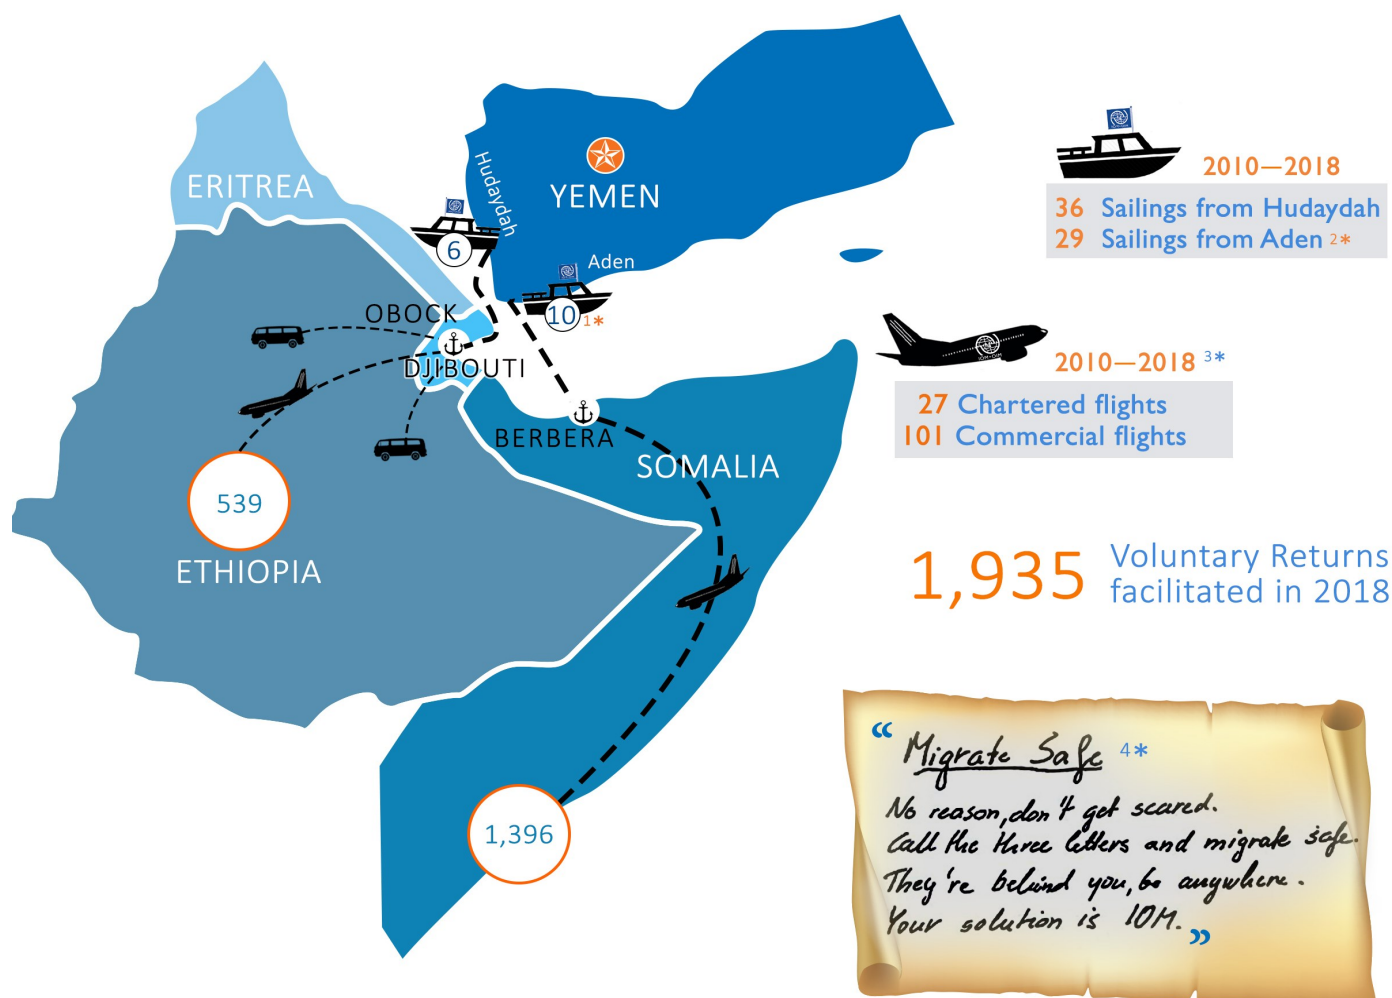 ERITREA
Hudaydah
YEMEN
6
Aden
10 1*
OBOCK
DJIBOUTI
BERBERA
SOMALIA
539
ETHIOPIA
1,396
2010—2018
36 Sailings from Hudaydah
29 Sailings from Aden 2*
2010—2018 3*
27 Chartered flights
101 Commercial flights
1,935 Voluntary Returns
facilitated in 2018
“ Migrate Safe 4*
No reason, don't get scared.
Call the three letters and migrate safe.
They're behind you, be anywhere.
Your solution is IOM. ”